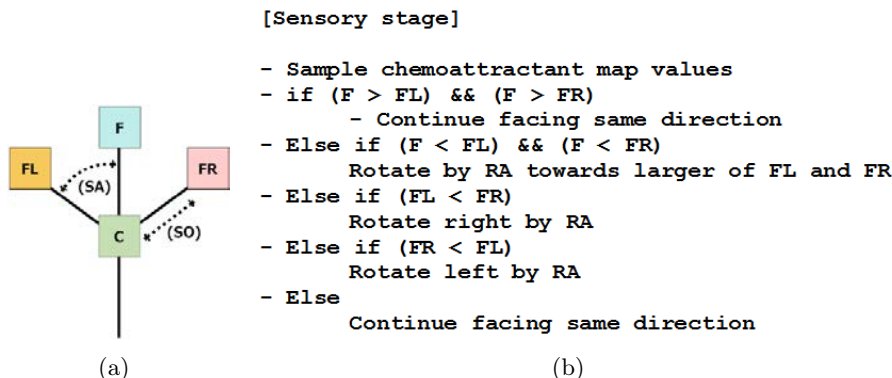 F
FL
FR
(SA)
C
(SO)
(a)
[Sensory stage]
- Sample chemoattractant map values
- if (F > FL) && (F > FR)
- Continue facing same direction
- Else if (F < FL) && (F < FR)
Rotate by RA towards larger of FL and FR
- Else if (FL < FR)
Rotate right by RA
- Else if (FR < FL)
Rotate left by RA
- Else
Continue facing same direction
(b)